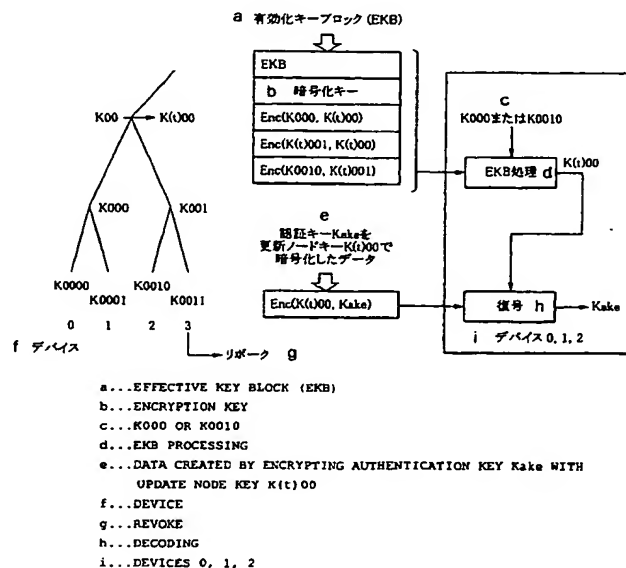 a 有効化キーブロック(EKB)
EKB
b 暗号化キー
Enc(K000, K(t)00)
Enc(K(t)001, K(t)00)
Enc(K0010, K(t)001)
K00 → K(t)00
K000
K001
K0000
K0001
K0010
K0011
0 1 2 3
f デバイス
リボーク g
c
K000またはK0010
EKB処理 d
K(t)00
e
認証キーKakeを
更新ノードキーK(t)00で
暗号化したデータ
Enc(K(t)00, Kake)
復号 h
Kake
i デバイス 0, 1, 2
a...EFFECTIVE KEY BLOCK (EKB)
b...ENCRYPTION KEY
c...K000 OR K0010
d...EKB PROCESSING
e...DATA CREATED BY ENCRYPTING AUTHENTICATION KEY Kake WITH
UPDATE NODE KEY K(t)00
f...DEVICE
g...REVOKE
h...DECODING
i...DEVICES 0, 1, 2